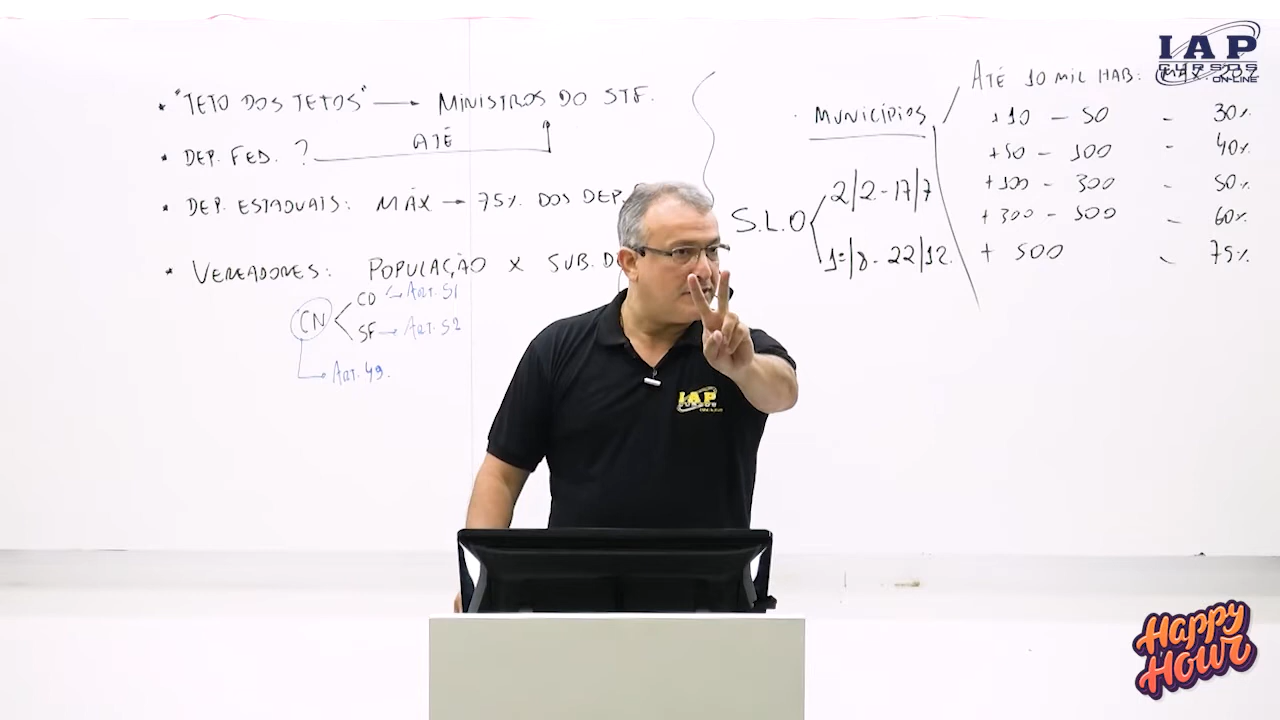 • "TETO DOS TETOS" → MINISTROS DO STF.
• DEP. FED. ? ATÉ
• DEP. ESTADUAIS: MÁX → 75% DOS DEP.
• VEREADORES: POPULAÇÃO X SUB. D
CN
CD → ART. 51
SF → ART. 52
→ ART. 49.
MUNICÍPIOS
S.L.O
2/2 - 17/7
1º/8 - 22/12.
ATÉ 10 MIL HAB: MÁX. 20%
+10 - 50 - 30%
+50 - 100 - 40%
+100 - 300 - 50%
+300 - 500 - 60%
+ 500 - 75%
IAP
CURSOS
ON-LINE
IAP
CURSOS
Happy
Hour